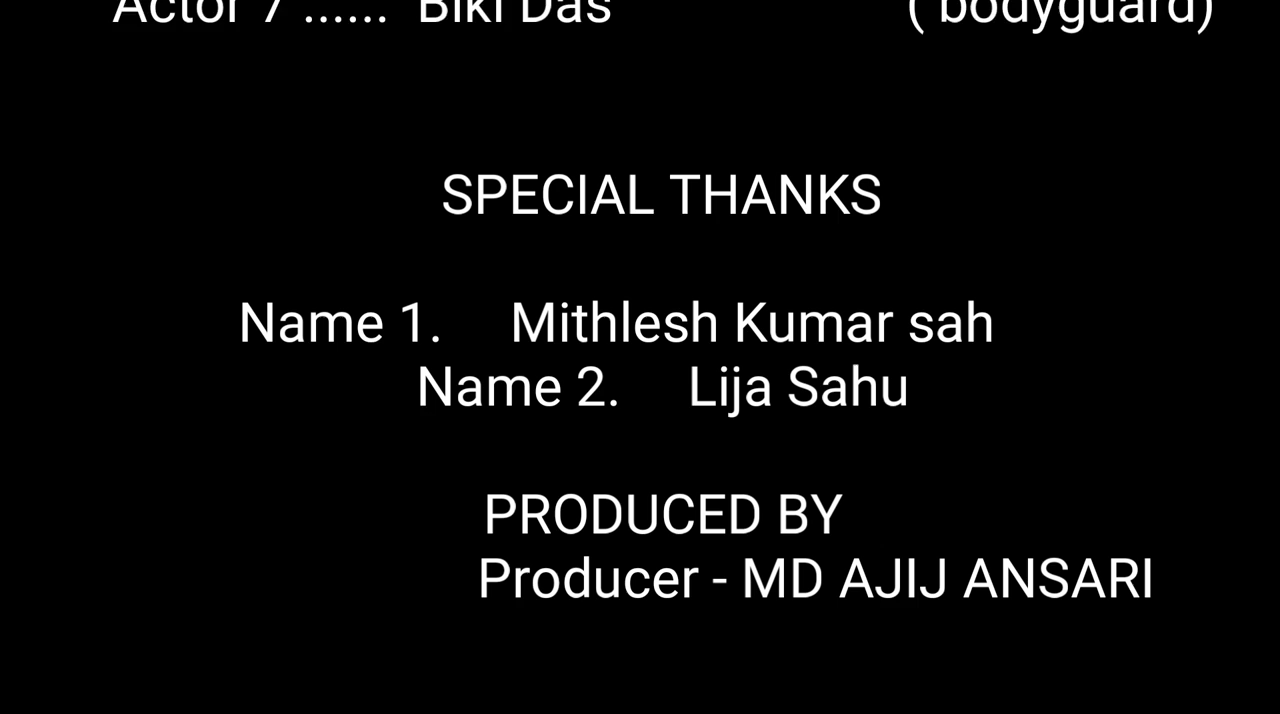 Actor 7 ...... Biki Das ( bodyguard)
SPECIAL THANKS
Name 1. Mithlesh Kumar sah
Name 2. Lija Sahu
PRODUCED BY
Producer - MD AJIJ ANSARI